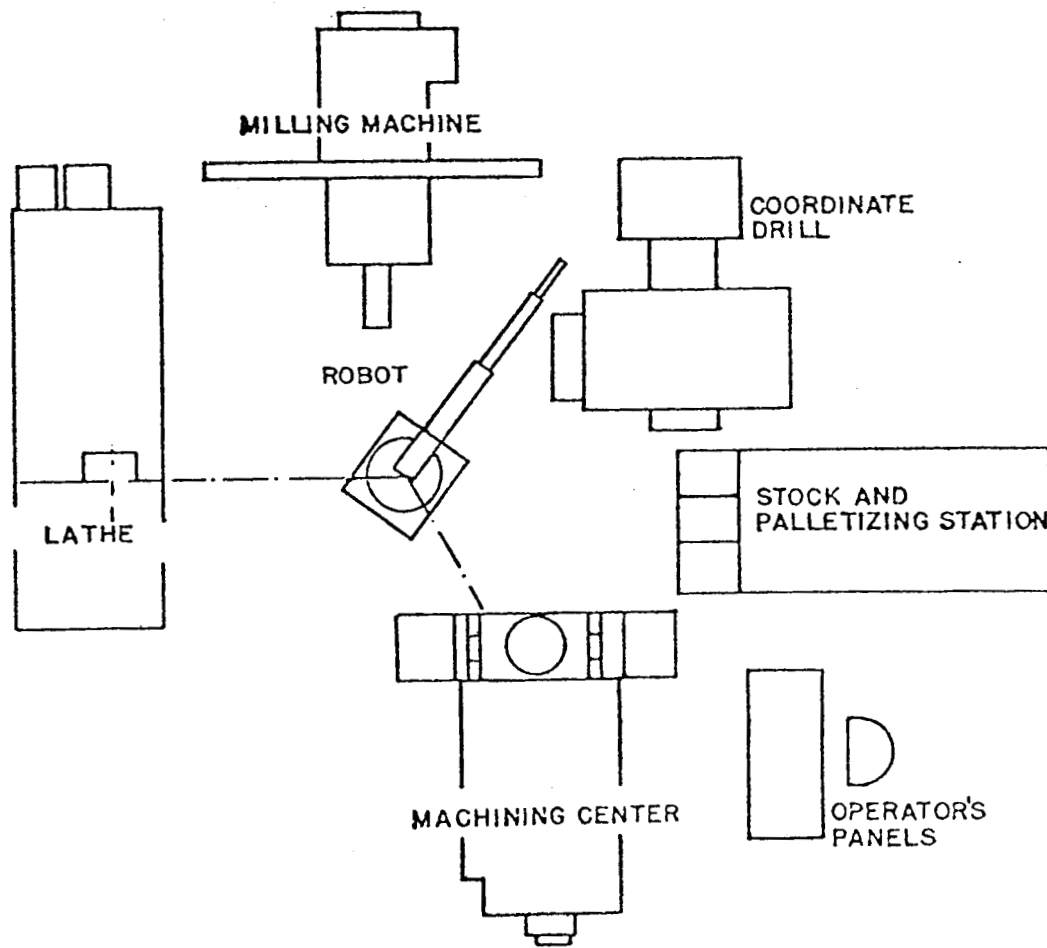 MILLING MACHINE
COORDINATE
DRILL
ROBOT
STOCK AND
PALLETIZING STATION
LATHE
MACHINING CENTER
OPERATOR'S
PANELS